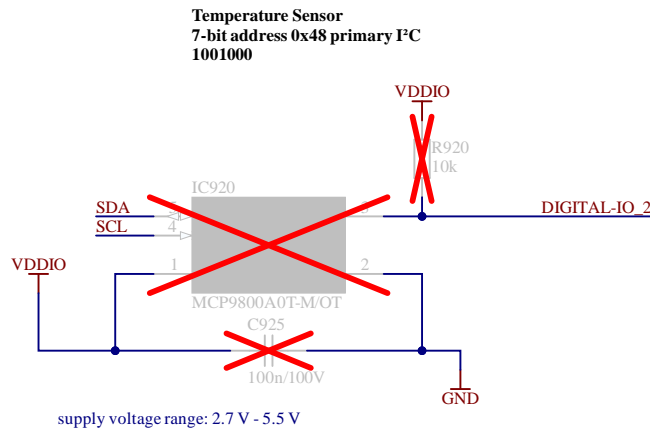 Temperature Sensor
7-bit address 0x48 primary I²C
1001000
VDDIO
R920
10k
IC920
SDA
5
3
DIGITAL-IO_2
SCL
4
VDDIO
1
2
MCP9800A0T-M/OT
C925
100n/100V
GND
supply voltage range: 2.7 V - 5.5 V